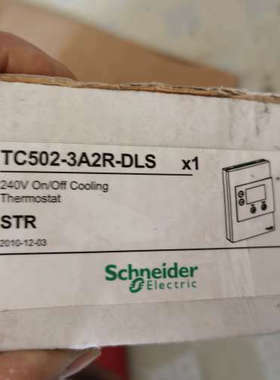 TC502-3A2R-DLS x1
240V On/Off Cooling
Thermostat
STR
2010-12-03
Schneider
Electric